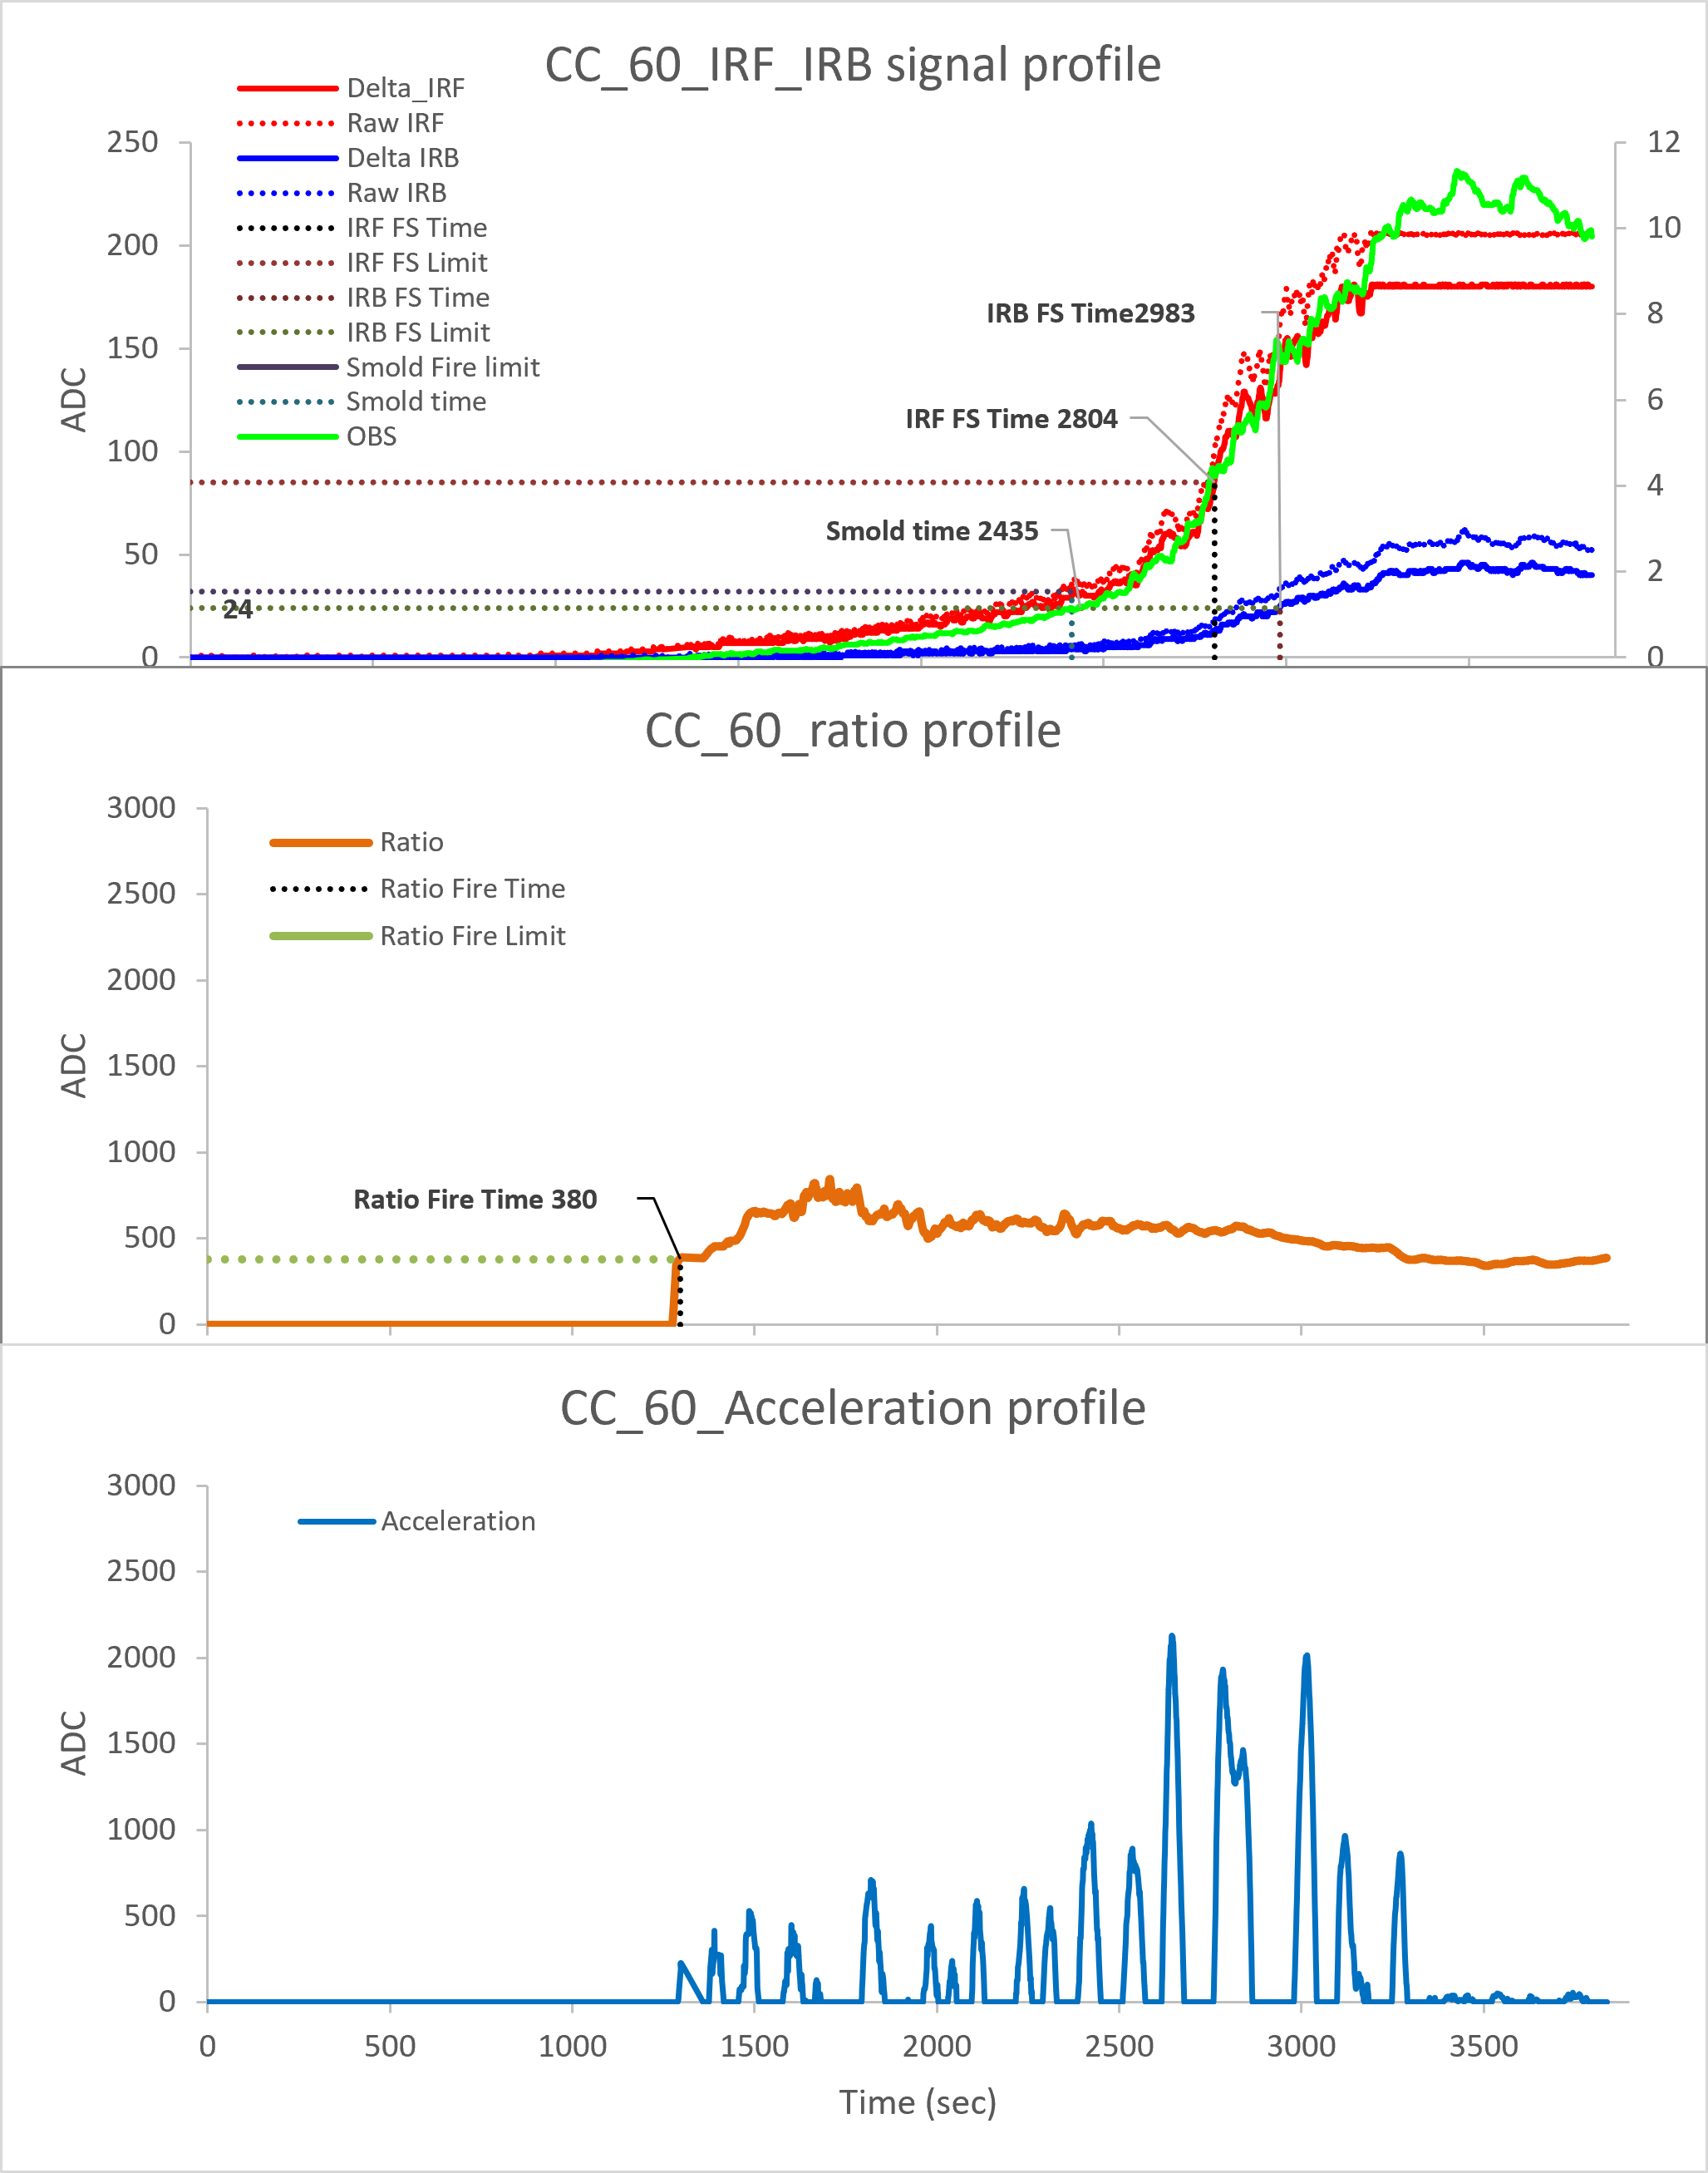 CC_60_IRF_IRB signal profile
Delta_IRF
Raw IRF
Delta IRB
Raw IRB
IRF FS Time
IRF FS Limit
IRB FS Time
IRB FS Limit
Smold Fire limit
Smold time
OBS
250
200
150
100
50
0
ADC
12
10
8
6
4
2
0
IRB FS Time2983
IRF FS Time 2804
Smold time 2435
24
CC_60_ratio profile
3000
2500
2000
1500
1000
500
0
ADC
Ratio
Ratio Fire Time
Ratio Fire Limit
Ratio Fire Time 380
CC_60_Acceleration profile
3000
2500
2000
1500
1000
500
0
ADC
Acceleration
0 500 1000 1500 2000 2500 3000 3500
Time (sec)